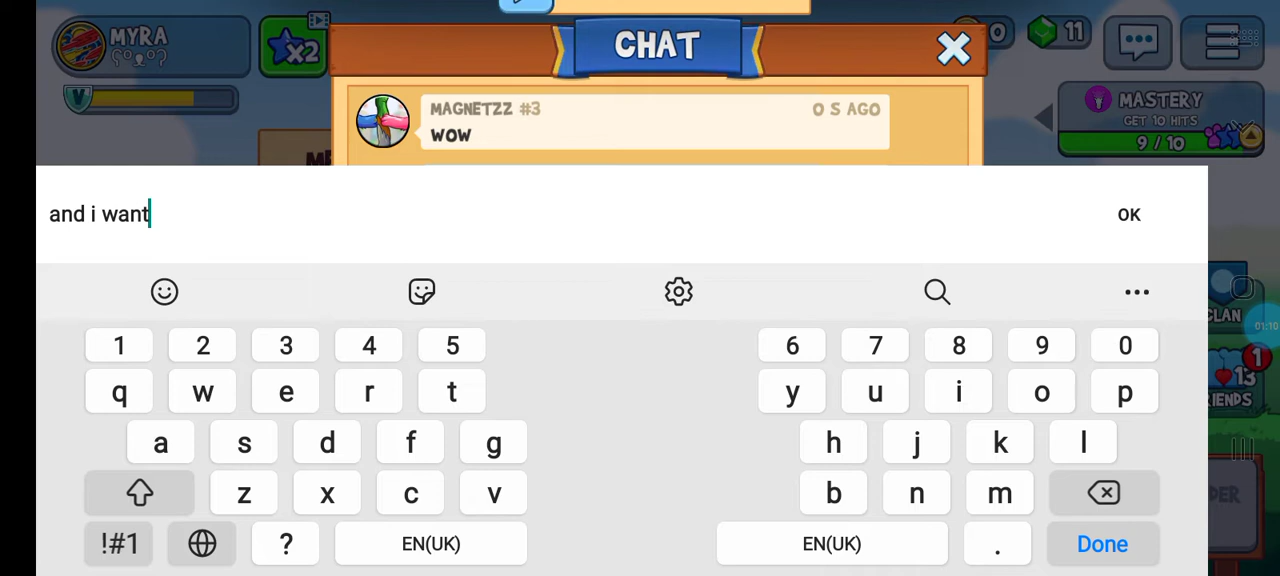 MYRA
x2
CHAT
0
11
MAGNETZZ #3
0 S AGO
WOW
MASTERY
GET 10 HITS
9 / 10
and i want
OK
1 2 3 4 5 6 7 8 9 0
q w e r t y u i o p
a s d f g h j k l
z x c v b n m
!#1 ? EN(UK) EN(UK) . Done
CLAN
01:10
1
13